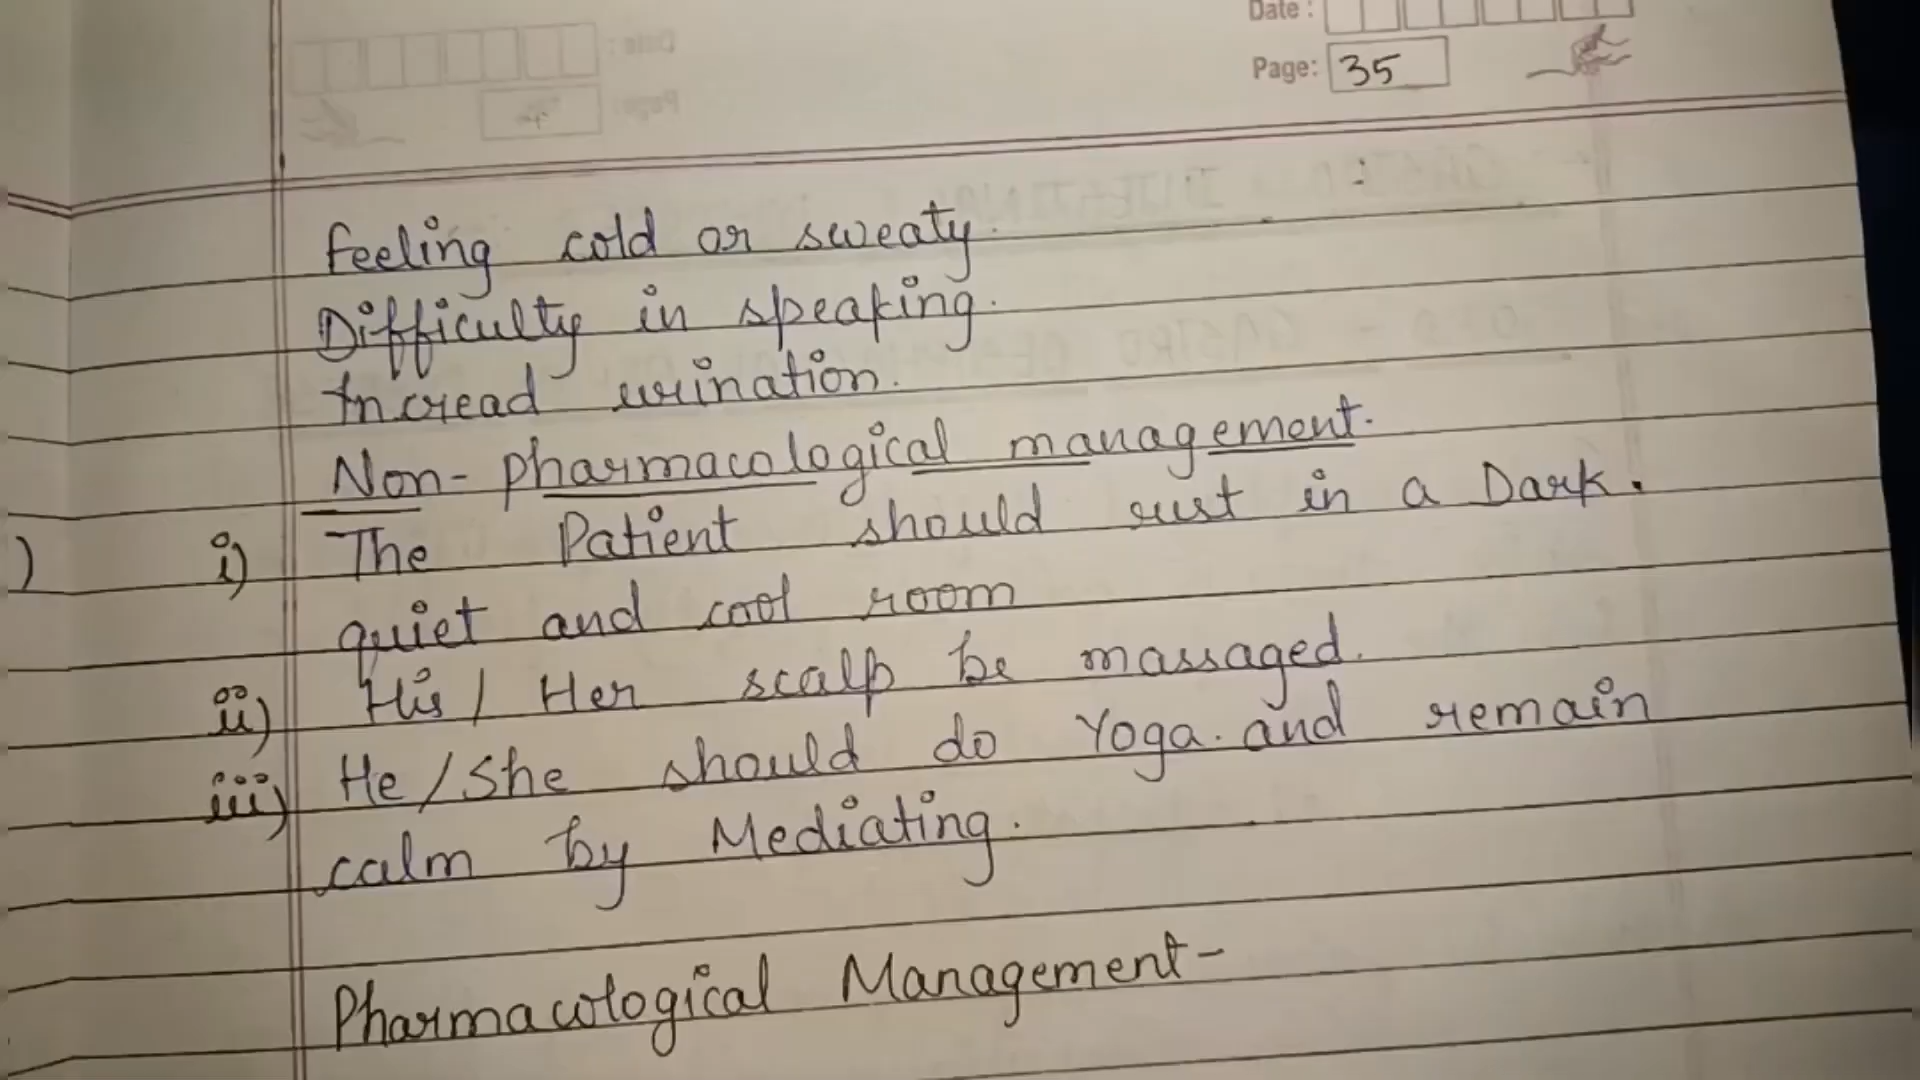 Date :
Page: 35
feeling cold or sweaty.
Difficulty in speaking.
Incread urination.
Non-pharmacological management.
i) The Patient should rest in a Dark.
quiet and cool room
ii) His / Her scalp be massaged.
iii) He / She should do Yoga. and remain
calm by Mediating.
Pharmacological Management-